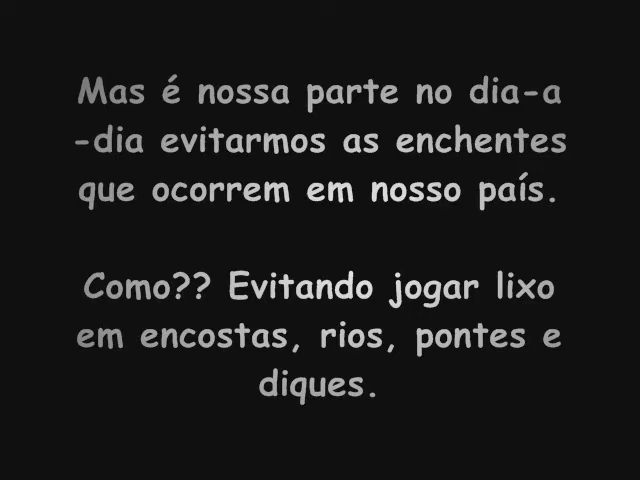 Mas é nossa parte no dia-a
-dia evitarmos as enchentes
que ocorrem em nosso país.
Como?? Evitando jogar lixo
em encostas, rios, pontes e
diques.